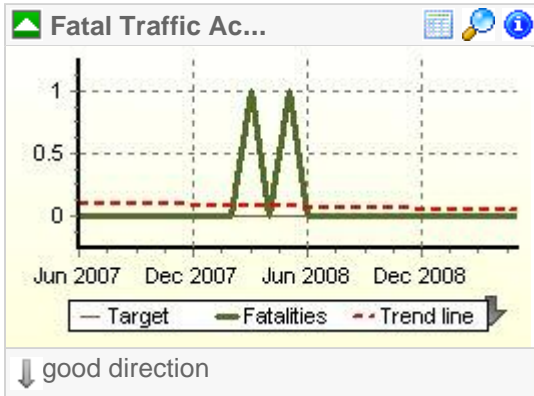 Fatal Traffic Ac...
1
0.5
0
Jun 2007 Dec 2007 Jun 2008 Dec 2008
Target Fatalities Trend line
good direction